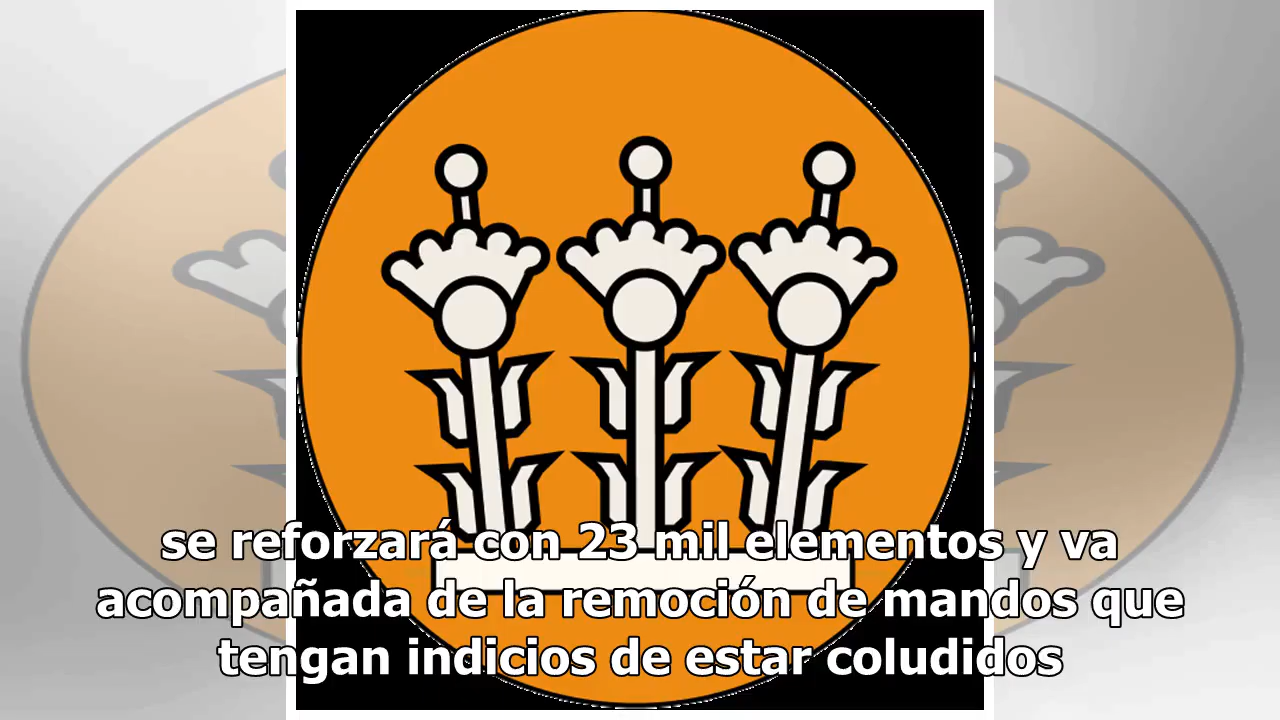 se reforzará con 23 mil elementos y va
acompañada de la remoción de mandos que
tengan indicios de estar coludidos